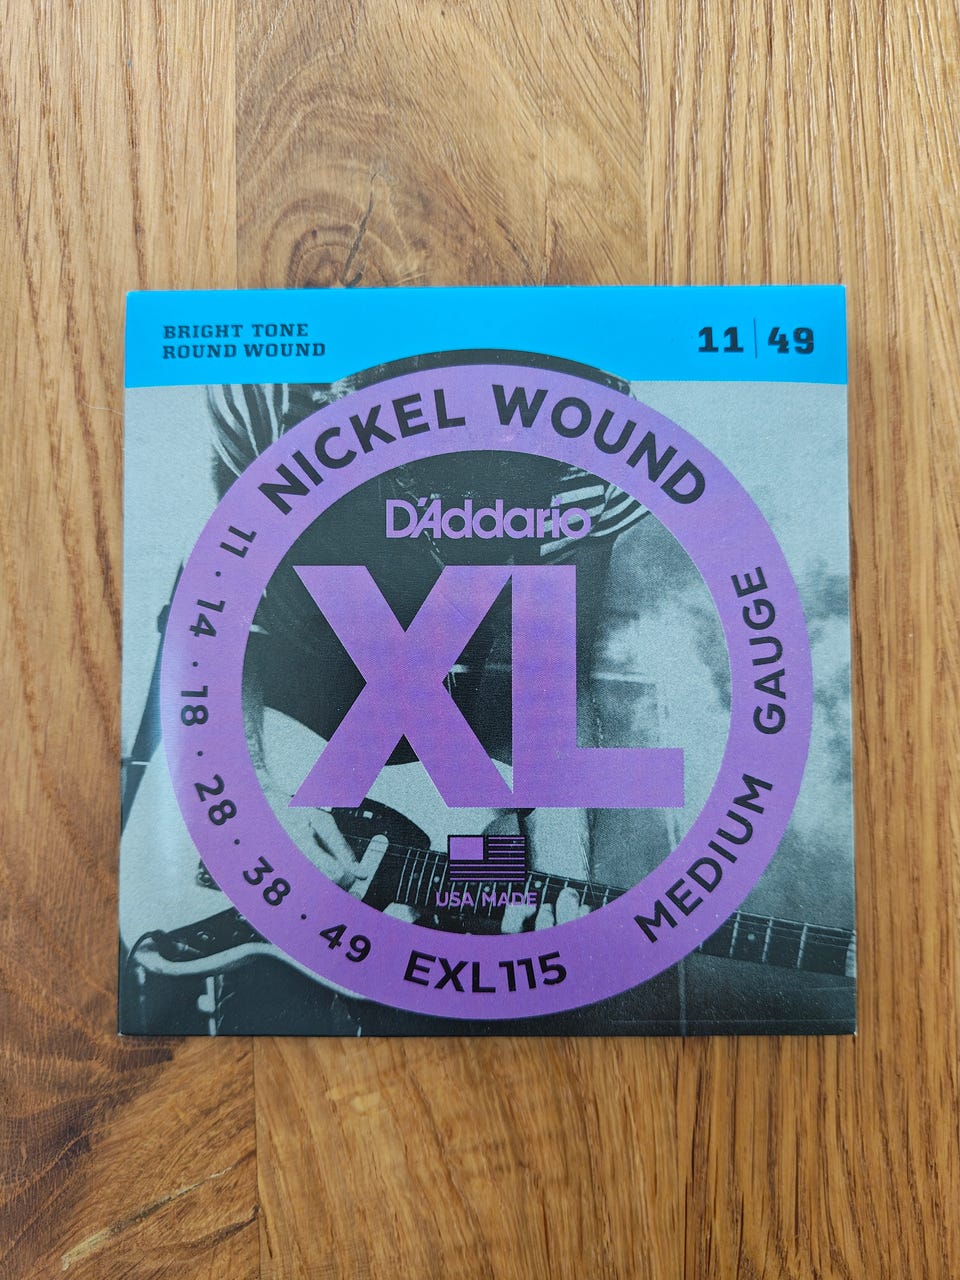 BRIGHT TONE
ROUND WOUND
11 | 49
NICKEL WOUND
D'Addario
XL
USA MADE
11 · 14 · 18 · 28 · 38 · 49
EXL115
MEDIUM GAUGE